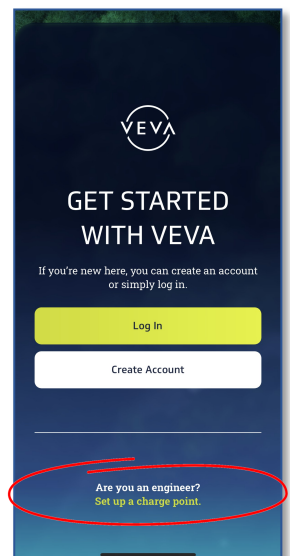 VEVA
GET STARTED
WITH VEVA
If you're new here, you can create an account
or simply log in.
Log In
Create Account
Are you an engineer?
Set up a charge point.